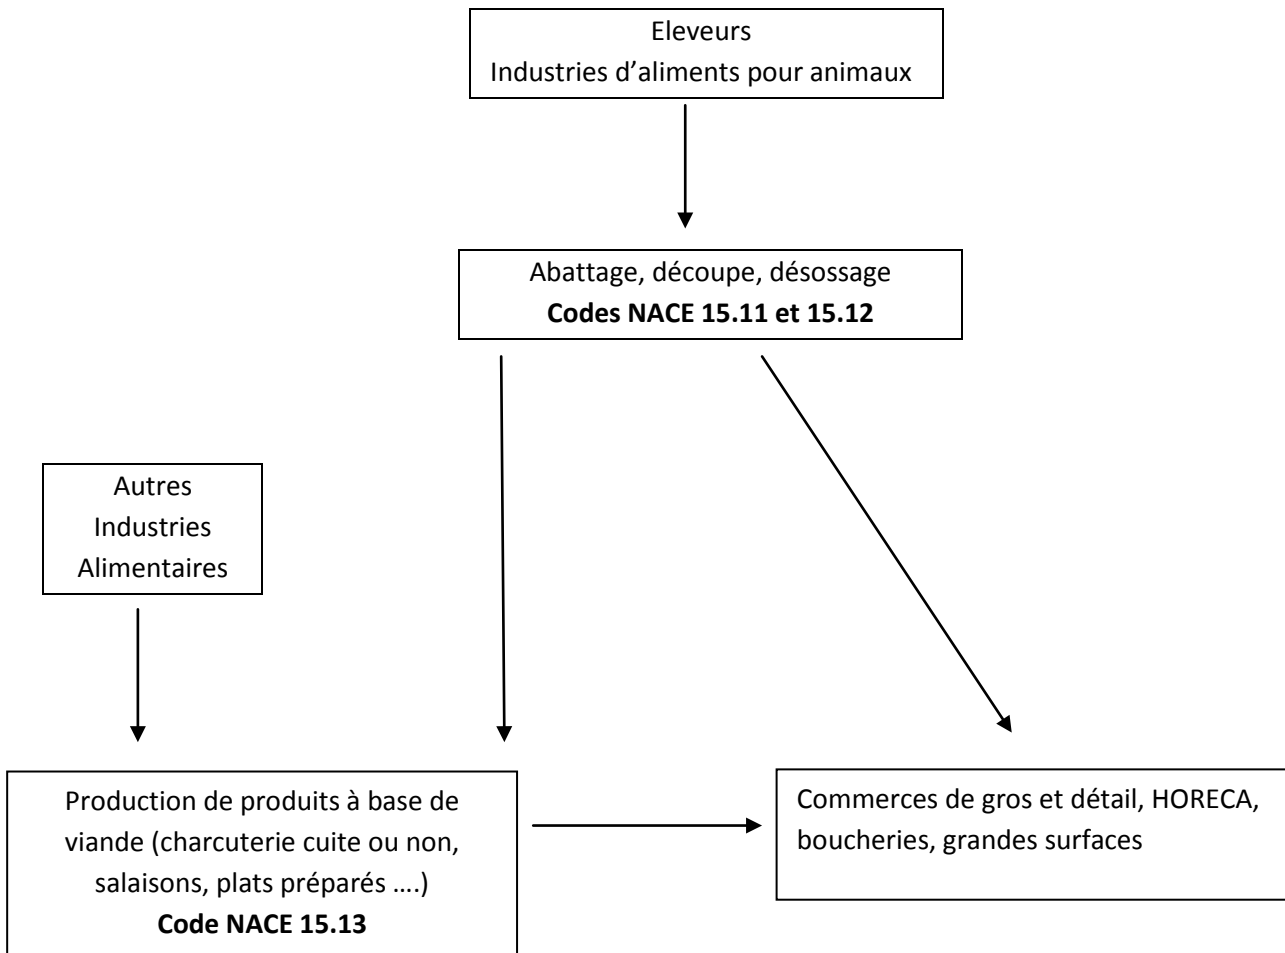 Eleveurs
Industries d’aliments pour animaux
Abattage, découpe, désossage
Codes NACE 15.11 et 15.12
Autres
Industries
Alimentaires
Production de produits à base de
viande (charcuterie cuite ou non,
salaisons, plats préparés ….)
Code NACE 15.13
Commerces de gros et détail, HORECA,
boucheries, grandes surfaces